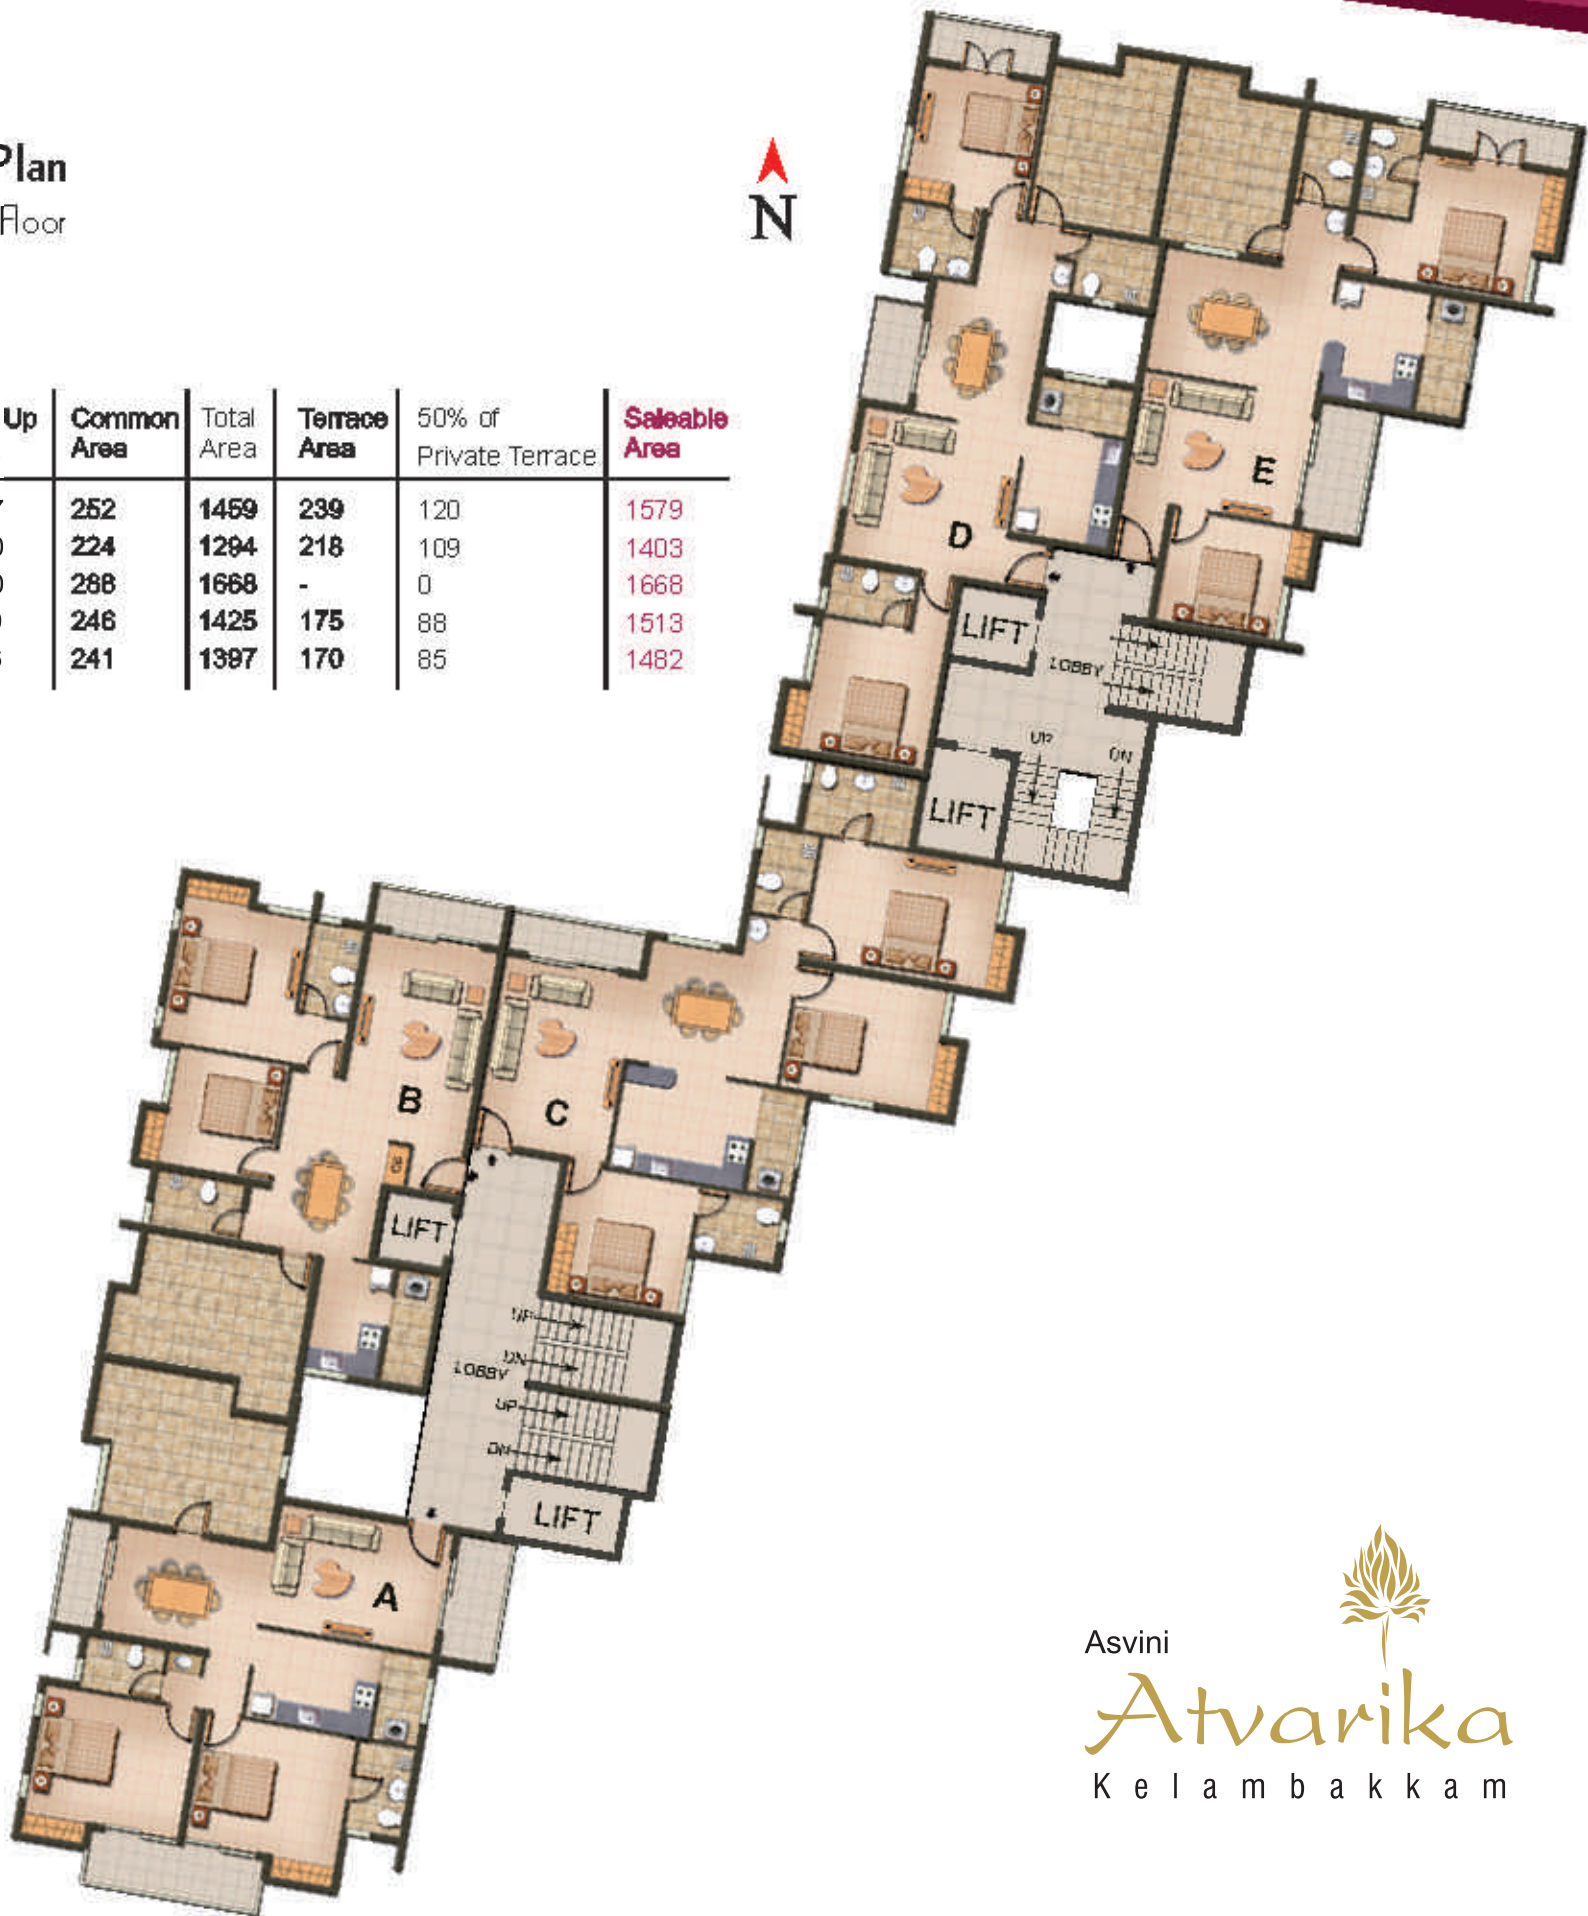 Plan
Floor
N
Up Common Area Total Area Terrace Area 50% of Private Terrace Saleable Area
252 1459 239 120 1579
224 1294 218 109 1403
288 1668 - 0 1668
246 1425 175 88 1513
241 1397 170 85 1482
E
D
LIFT
LOBBY
UP
DN
LIFT
B
C
LIFT
UP
DN
LOBBY
UP
DN
LIFT
A
Asvini
Atvarika
Kelambakkam